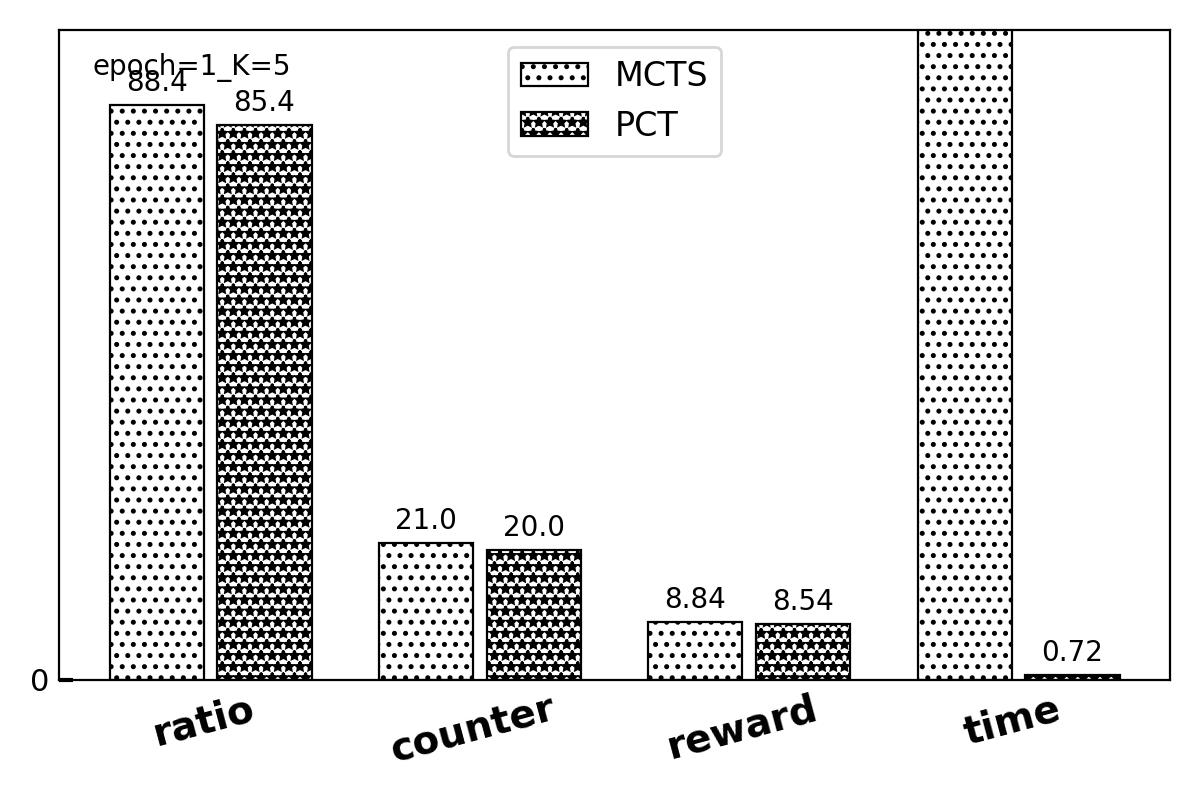 epoch=1_K=5
88.4
85.4
MCTS
PCT
21.0
20.0
8.84
8.54
0.72
0
ratio
counter
reward
time